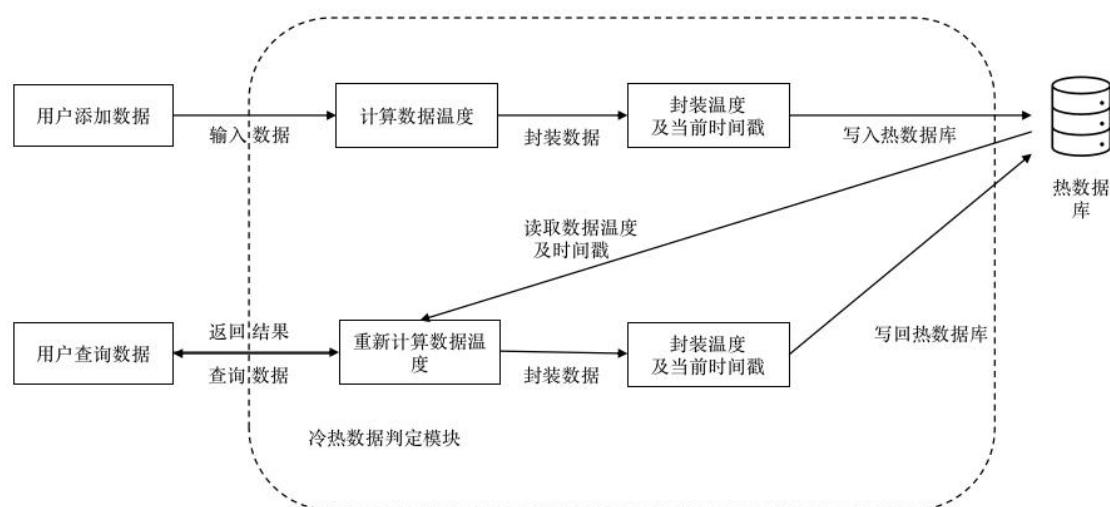 用户添加数据
输入 数据
计算数据温度
封装数据
封装温度
及当前时间戳
写入热数据库
热数据
库
读取数据温度
及时间戳
用户查询数据
返回 结果
查询 数据
重新计算数据温
度
封装数据
封装温度
及当前时间戳
写回热数据库
冷热数据判定模块